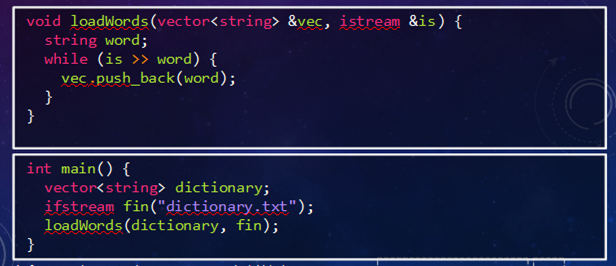 void loadWords(vector<string> &vec, istream &is) {
  string word;
  while (is >> word) {
    vec.push_back(word);
  }
}
int main() {
  vector<string> dictionary;
  ifstream fin("dictionary.txt");
  loadWords(dictionary, fin);
}